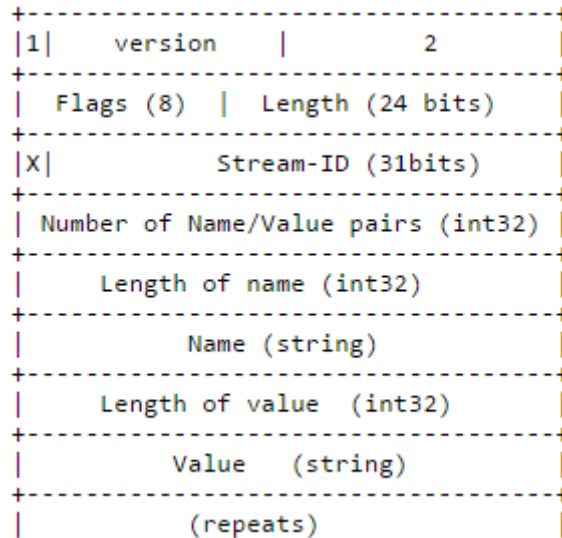 +------------------------------------+
|1|    version    |         2        |
+------------------------------------+
|  Flags (8)  |  Length (24 bits)    |
+------------------------------------+
|X|          Stream-ID (31bits)      |
+------------------------------------+
| Number of Name/Value pairs (int32) |
+------------------------------------+
|     Length of name (int32)         |
+------------------------------------+
|           Name (string)            |
+------------------------------------+
|     Length of value  (int32)       |
+------------------------------------+
|          Value   (string)          |
+------------------------------------+
|           (repeats)                |